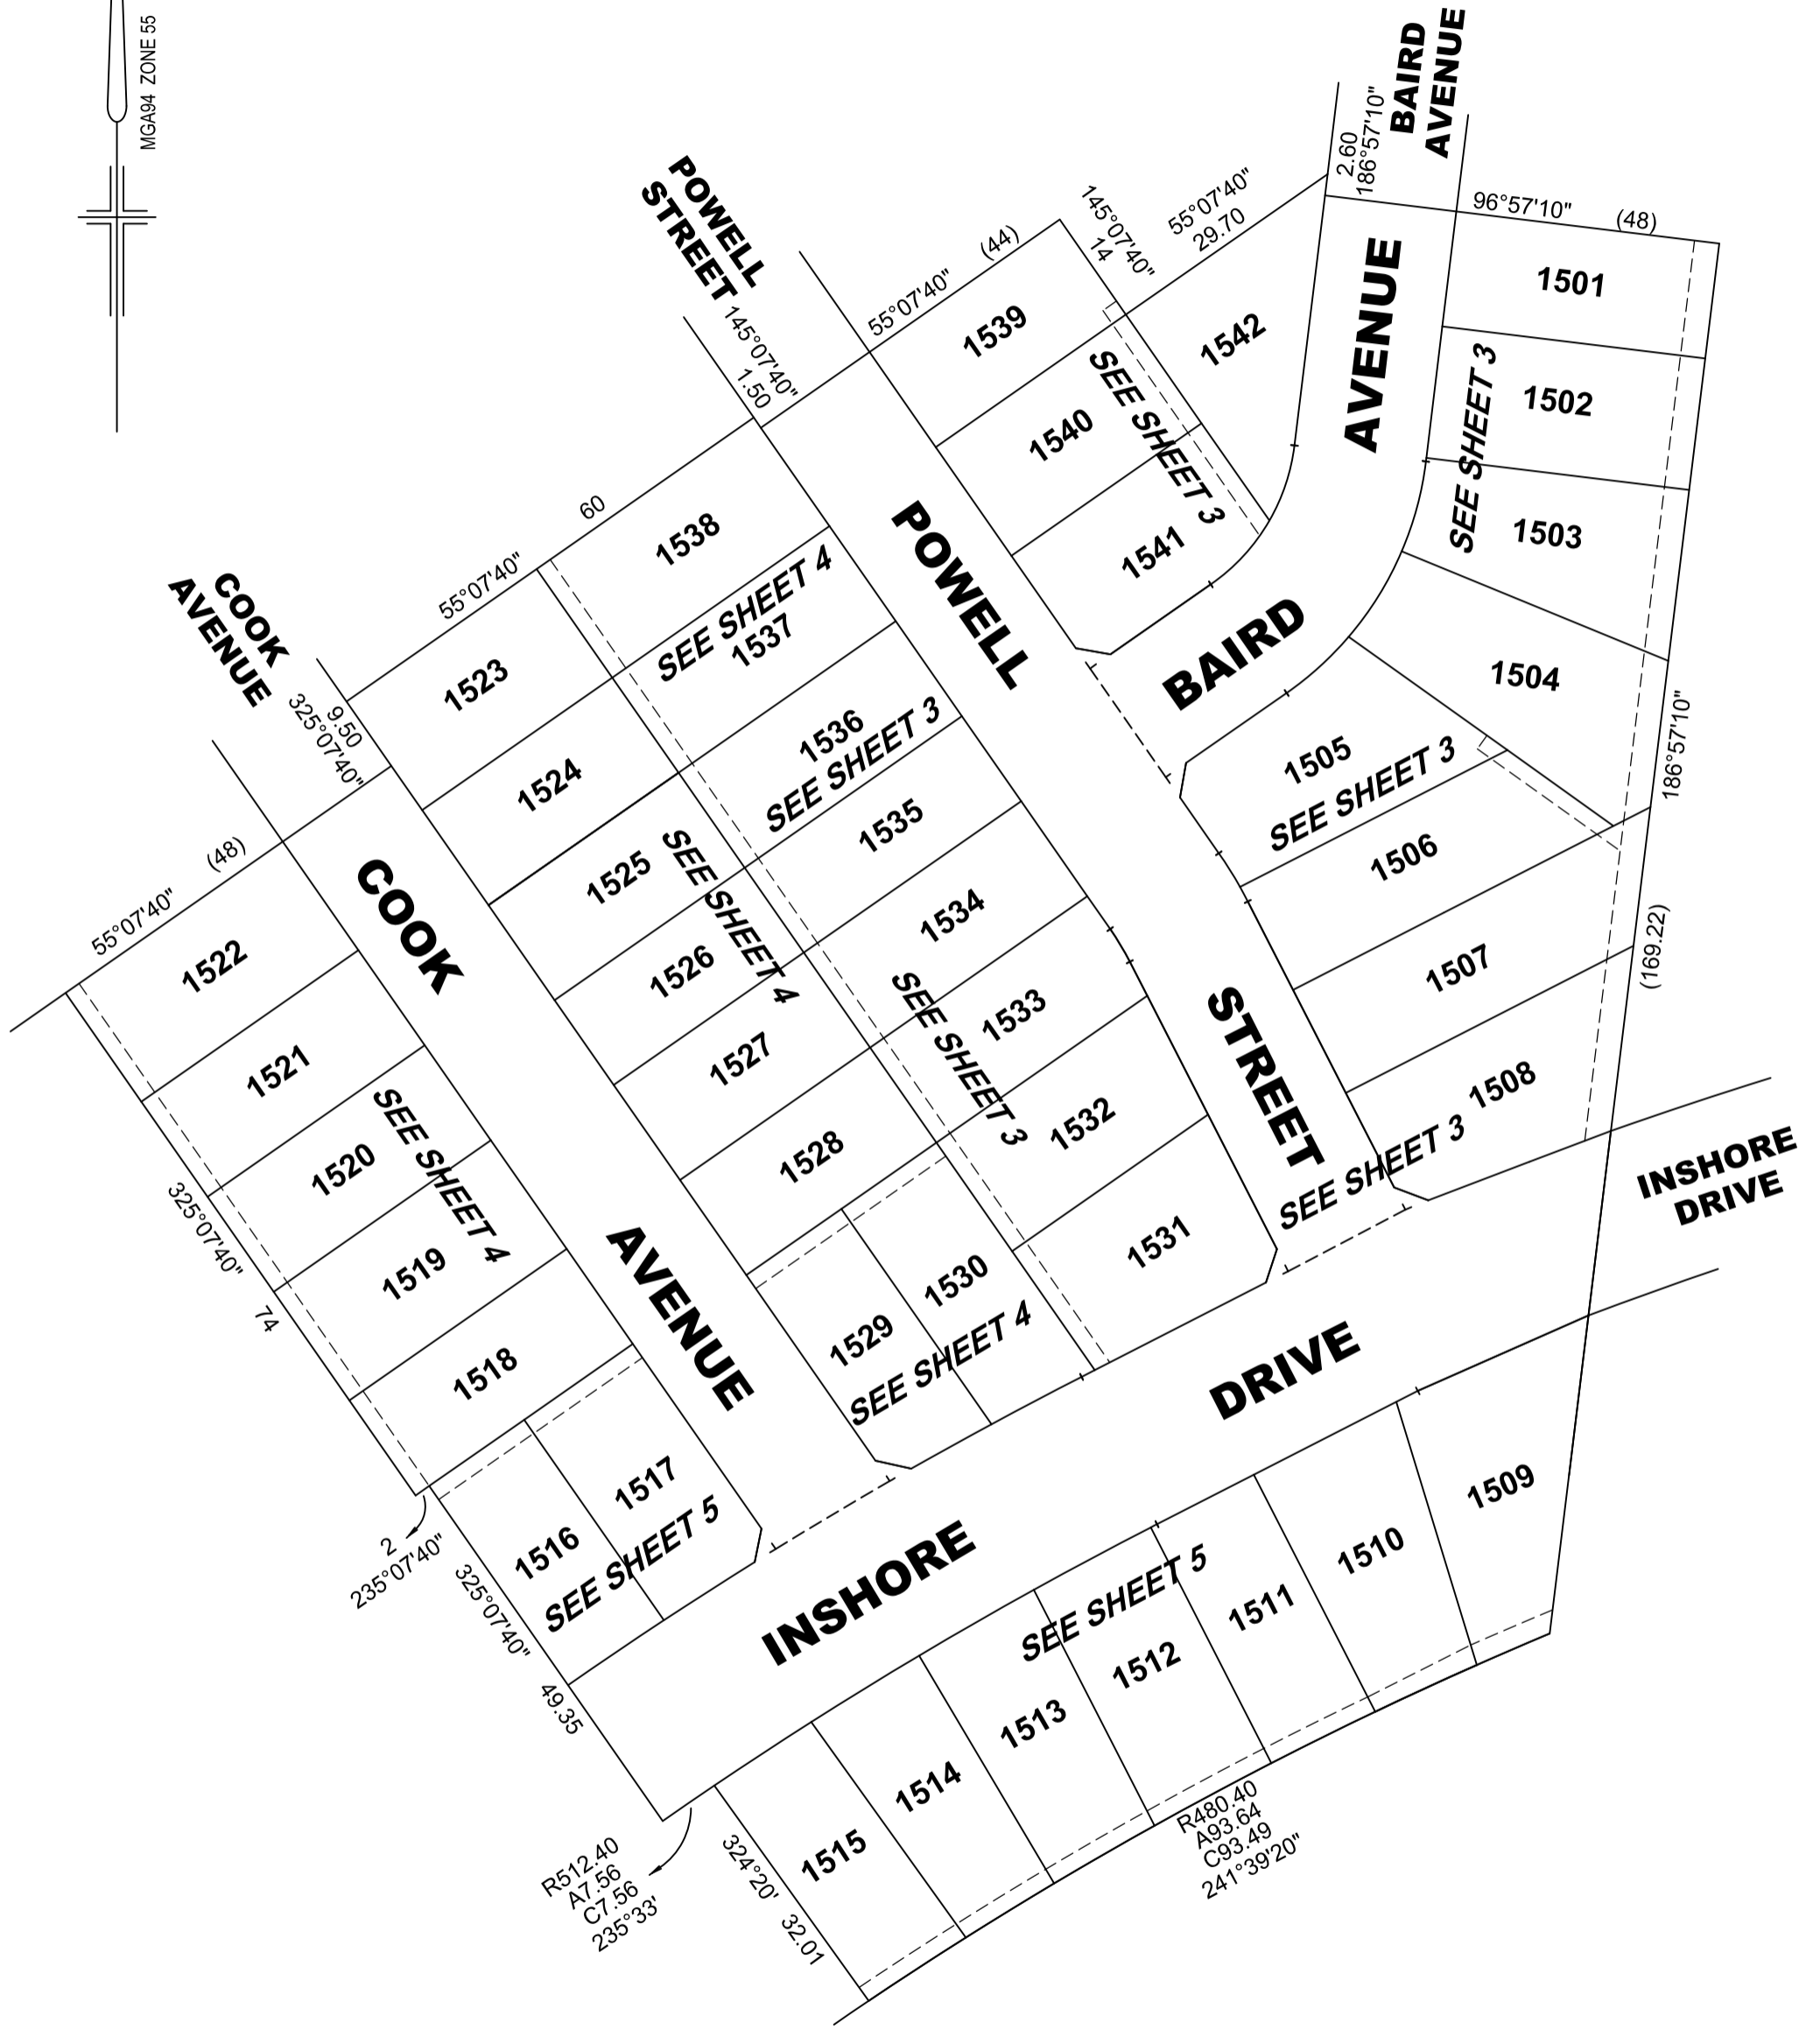 MGA94 ZONE 55
BAIRD
AVENUE
2.60
186°57'10"
96°57'10"
(48)
POWELL
STREET
145°07'40"
1.50
55°07'40"
(44)
145°07'40"
14
55°07'40"
29.70
1501
1502
1503
1504
SEE SHEET 3
AVENUE
BAIRD
1539
1540
1541
1542
SEE SHEET 3
60
55°07'40"
1538
SEE SHEET 4
1537
1536
SEE SHEET 3
1535
1534
1533
1532
1531
SEE SHEET 3
POWELL
STREET
1505
SEE SHEET 3
1506
1507
1508
SEE SHEET 3
186°57'10"
(169.22)
INSHORE
DRIVE
COOK
AVENUE
9.50
325°07'40"
1523
1524
1525
1526
1527
1528
SEE SHEET 4
1529
1530
SEE SHEET 4
55°07'40"
(48)
COOK
AVENUE
1522
1521
1520
1519
1518
SEE SHEET 4
325°07'40"
74
2
235°07'40"
1517
1516
SEE SHEET 5
325°07'40"
49.35
INSHORE
DRIVE
1509
1510
1511
1512
1513
1514
1515
SEE SHEET 5
R480.40
A93.64
C93.49
241°39'20"
R512.40
A7.56
C7.56
235°33'
324°20'
32.01